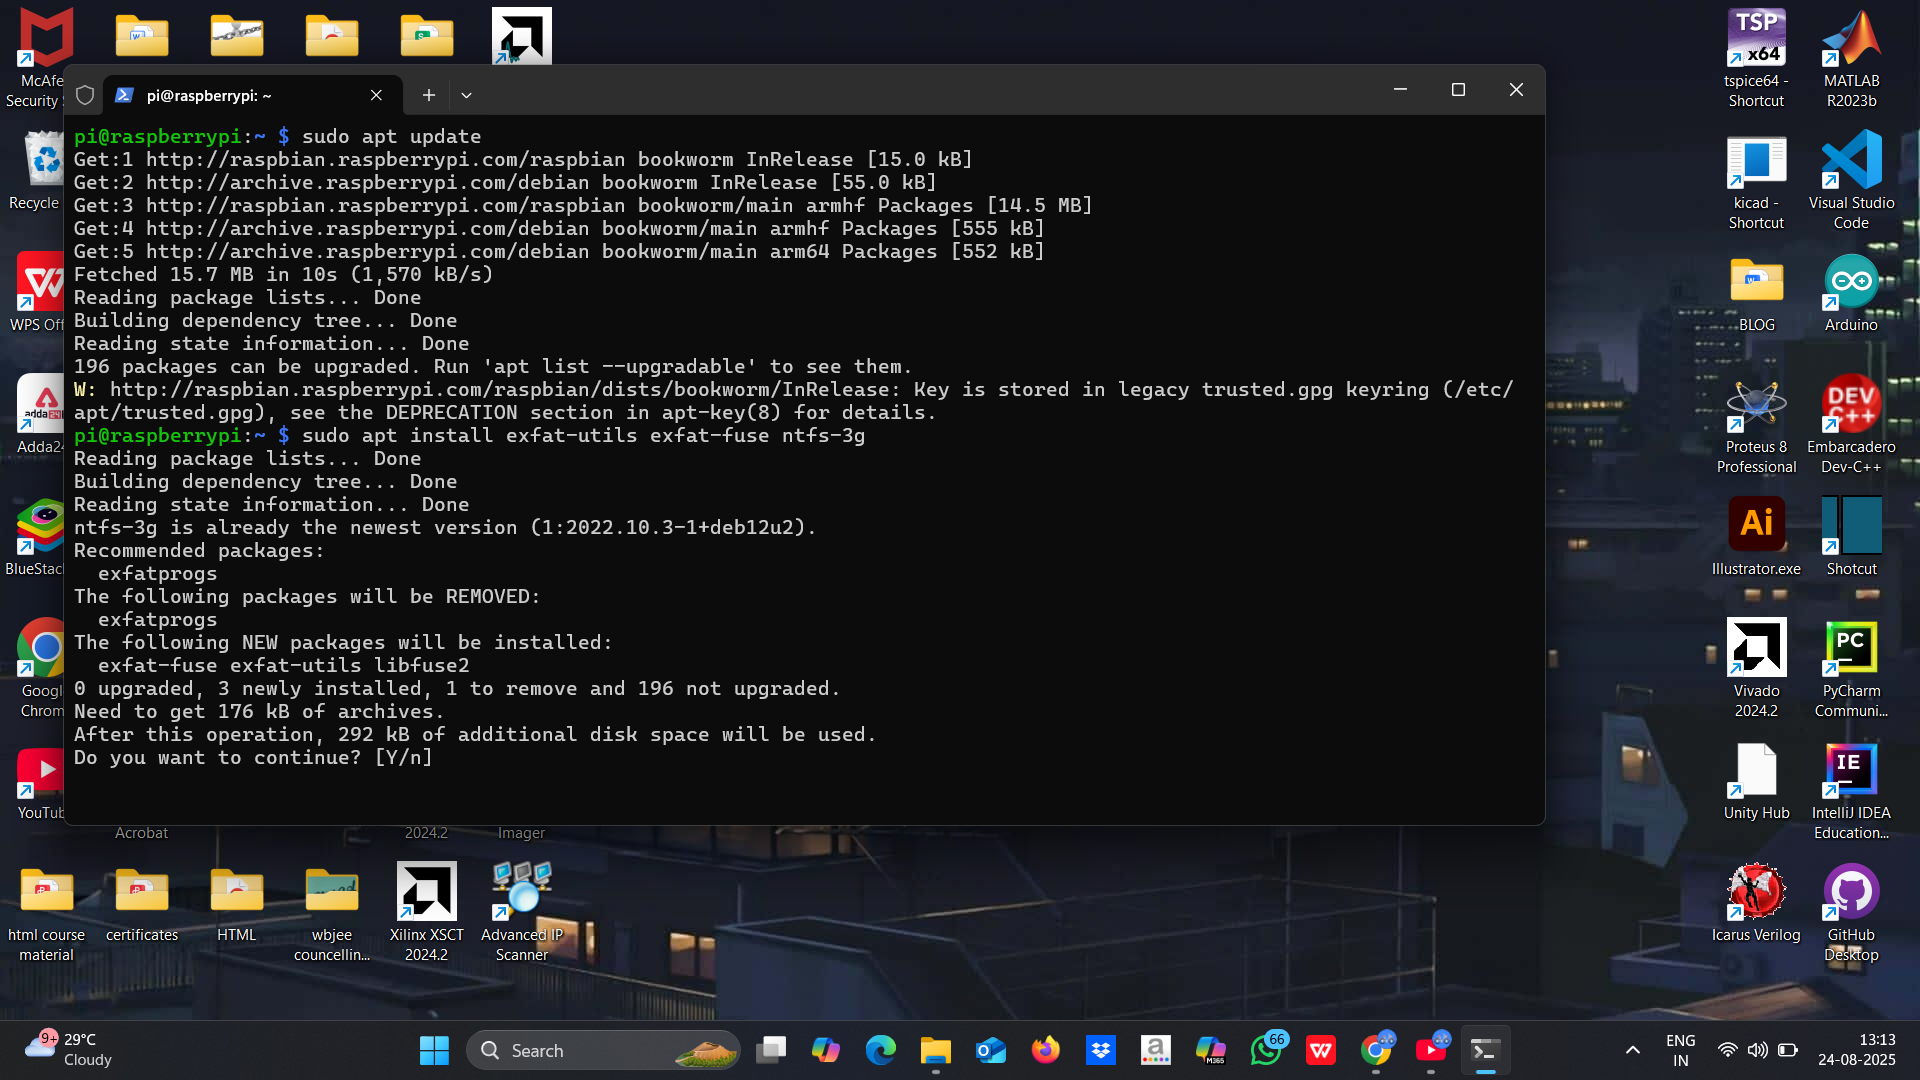 McAfe
Security
Recycle
WPS Off
Adda24
BlueStack
Googl
Chrom
YouTub
pi@raspberrypi: ~
pi@raspberrypi:~ $ sudo apt update
Get:1 http://raspbian.raspberrypi.com/raspbian bookworm InRelease [15.0 kB]
Get:2 http://archive.raspberrypi.com/debian bookworm InRelease [55.0 kB]
Get:3 http://raspbian.raspberrypi.com/raspbian bookworm/main armhf Packages [14.5 MB]
Get:4 http://archive.raspberrypi.com/debian bookworm/main armhf Packages [555 kB]
Get:5 http://archive.raspberrypi.com/debian bookworm/main arm64 Packages [552 kB]
Fetched 15.7 MB in 10s (1,570 kB/s)
Reading package lists... Done
Building dependency tree... Done
Reading state information... Done
196 packages can be upgraded. Run 'apt list --upgradable' to see them.
W: http://raspbian.raspberrypi.com/raspbian/dists/bookworm/InRelease: Key is stored in legacy trusted.gpg keyring (/etc/
apt/trusted.gpg), see the DEPRECATION section in apt-key(8) for details.
pi@raspberrypi:~ $ sudo apt install exfat-utils exfat-fuse ntfs-3g
Reading package lists... Done
Building dependency tree... Done
Reading state information... Done
ntfs-3g is already the newest version (1:2022.10.3-1+deb12u2).
Recommended packages:
exfatprogs
The following packages will be REMOVED:
exfatprogs
The following NEW packages will be installed:
exfat-fuse exfat-utils libfuse2
0 upgraded, 3 newly installed, 1 to remove and 196 not upgraded.
Need to get 176 kB of archives.
After this operation, 292 kB of additional disk space will be used.
Do you want to continue? [Y/n]
Acrobat
2024.2
Imager
html course
material
certificates
HTML
wbjee
councellin...
Xilinx XSCT
2024.2
Advanced IP
Scanner
TSP
x64
tspice64 -
Shortcut
MATLAB
R2023b
kicad -
Shortcut
Visual Studio
Code
BLOG
Arduino
Proteus 8
Professional
DEV
C++
Embarcadero
Dev-C++
Ai
Illustrator.exe
Shotcut
Vivado
2024.2
PC
PyCharm
Communi...
Unity Hub
IE
IntelliJ IDEA
Education...
Icarus Verilog
GitHub
Desktop
9+
29°C
Cloudy
Search
M365
66
ENG
IN
13:13
24-08-2025